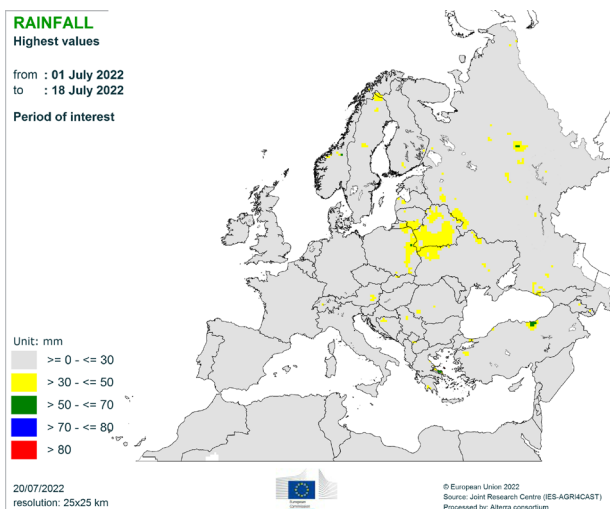 RAINFALL
Highest values
from : 01 July 2022
to : 18 July 2022
Period of interest
Unit: mm
>= 0 - <= 30
> 30 - <= 50
> 50 - <= 70
> 70 - <= 80
> 80
20/07/2022
resolution: 25x25 km
European
Commission
© European Union 2022
Source: Joint Research Centre (IES-AGRI4CAST)
Processed by: Alterra consortium